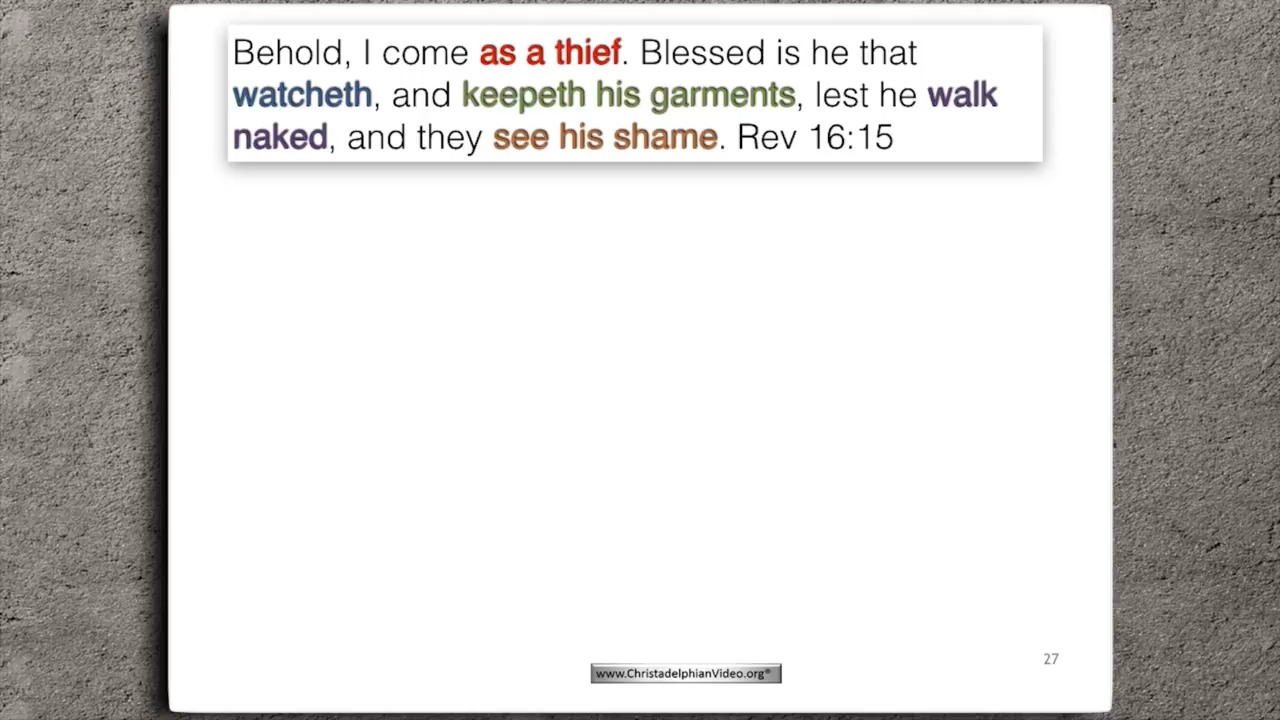 Behold, I come as a thief. Blessed is he that
watcheth, and keepeth his garments, lest he walk
naked, and they see his shame. Rev 16:15
27
www.ChristadelphianVideo.org®